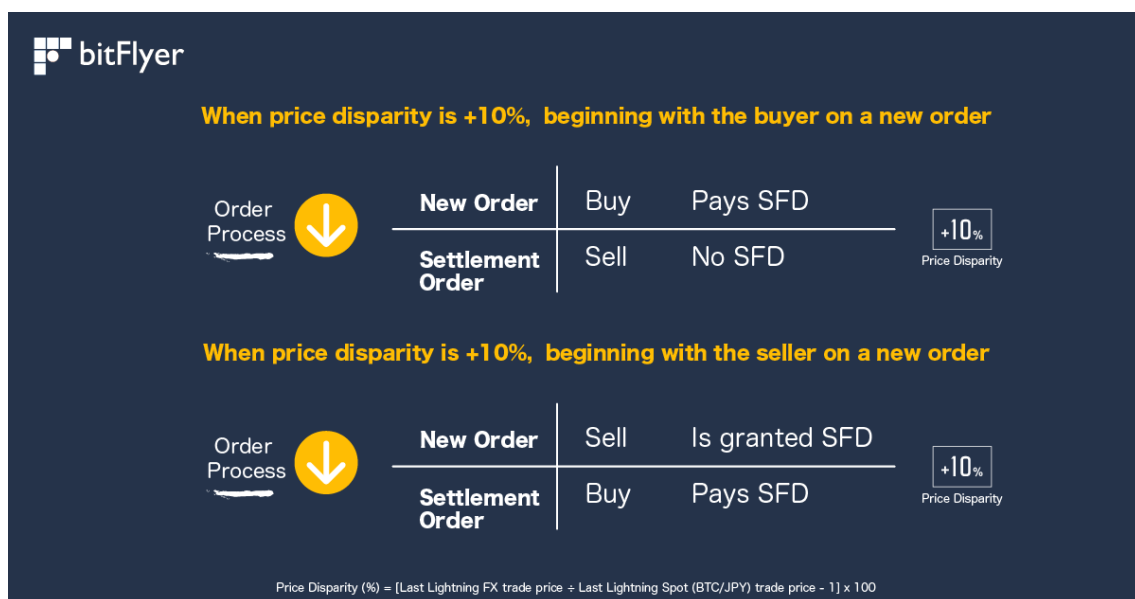 bitFlyer
When price disparity is +10%, beginning with the buyer on a new order
Order
Process
New Order Buy Pays SFD
Settlement
Order
Sell No SFD
+10%
Price Disparity
When price disparity is +10%, beginning with the seller on a new order
Order
Process
New Order Sell Is granted SFD
Settlement
Order
Buy Pays SFD
+10%
Price Disparity
Price Disparity (%) = [Last Lightning FX trade price ÷ Last Lightning Spot (BTC/JPY) trade price - 1] x 100